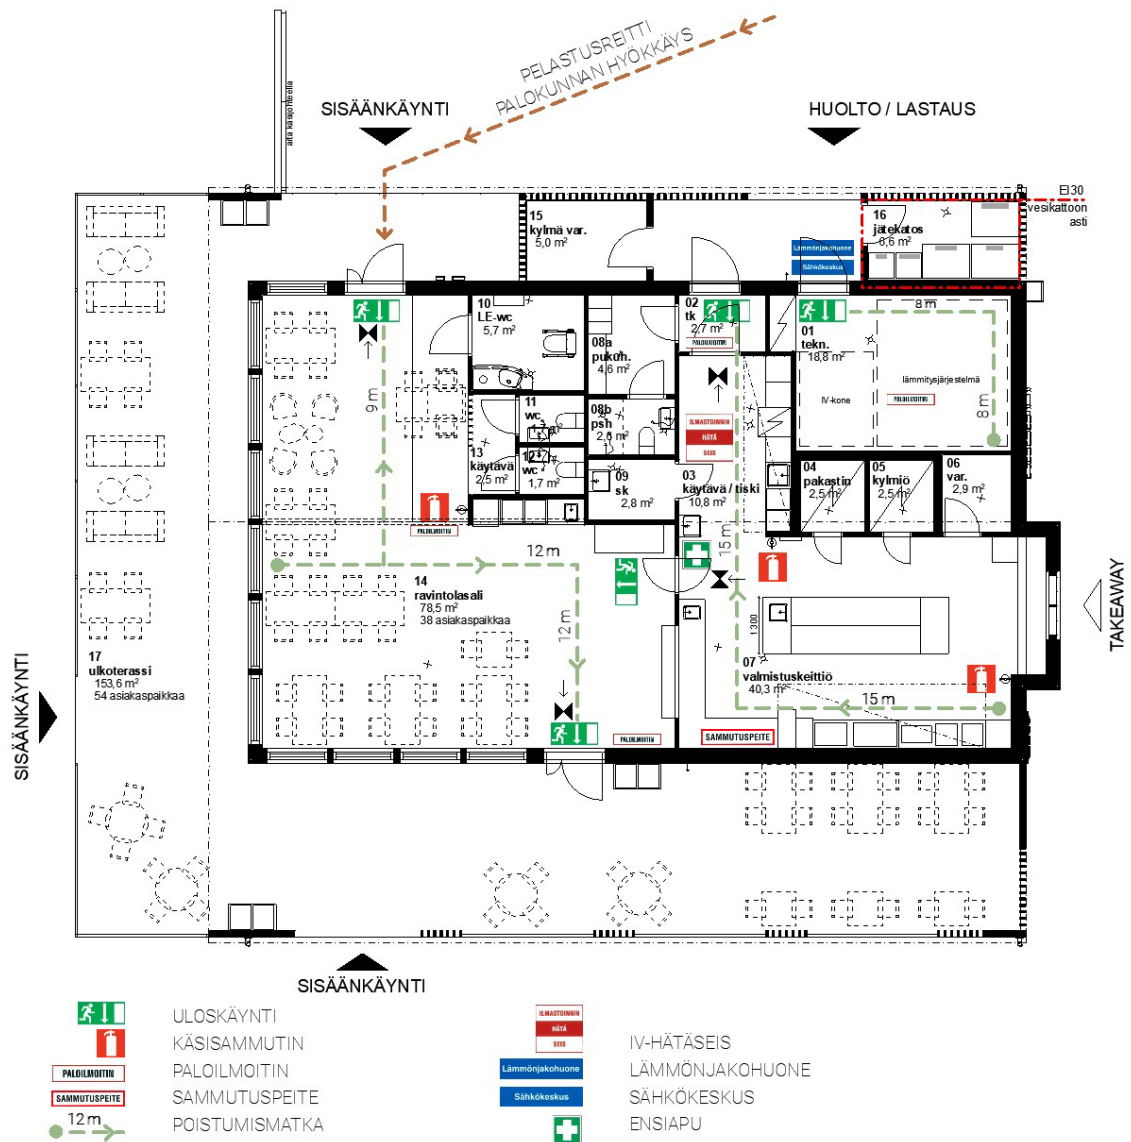 PELASTUSREITTI
PALOKUNNAN HYÖKKÄYS
SISÄÄNKÄYNTI
HUOLTO / LASTAUS
aita käsijohteella
EI30
vesikattoon
asti
15
kylmä var.
5,0 m²
16
jätekatos
6,6 m²
Lämmönjakohuone
Sähkökeskus
10
LE-wc
5,7 m²
08a
pukuh.
4,6 m²
02
tk
2,7 m²
PALOILMOITIN
01
tekn.
18,8 m²
8 m
lämmitysjärjestelmä
IV-kone
PALOILMOITIN
8 m
9 m
11
wc
08b
psh
2,6 m²
ILMASTOINNIN
HÄTÄ
SEIS
13
käytävä
2,5 m²
12
wc
1,7 m²
09
sk
2,8 m²
03
käytävä / tiski
10,8 m²
04
pakastin
2,5 m²
05
kylmiö
2,5 m²
06
var.
2,9 m²
PALOILMOITIN
12 m
15 m
14
ravintolasali
78,5 m²
38 asiakaspaikkaa
12 m
1 300
TAKEAWAY
17
ulkoterassi
153,6 m²
54 asiakaspaikkaa
07
valmistuskeittiö
40,3 m²
15 m
SISÄÄNKÄYNTI
PALOILMOITIN
SAMMUTUSPEITE
SISÄÄNKÄYNTI
ULOSKÄYNTI
KÄSISAMMUTIN
PALOILMOITIN
PALOILMOITIN
SAMMUTUSPEITE
SAMMUTUSPEITE
12 m
POISTUMISMATKA
ILMASTOINNIN
HÄTÄ
SEIS
IV-HÄTÄSEIS
Lämmönjakohuone
LÄMMÖNJAKOHUONE
Sähkökeskus
SÄHKÖKESKUS
ENSIAPU